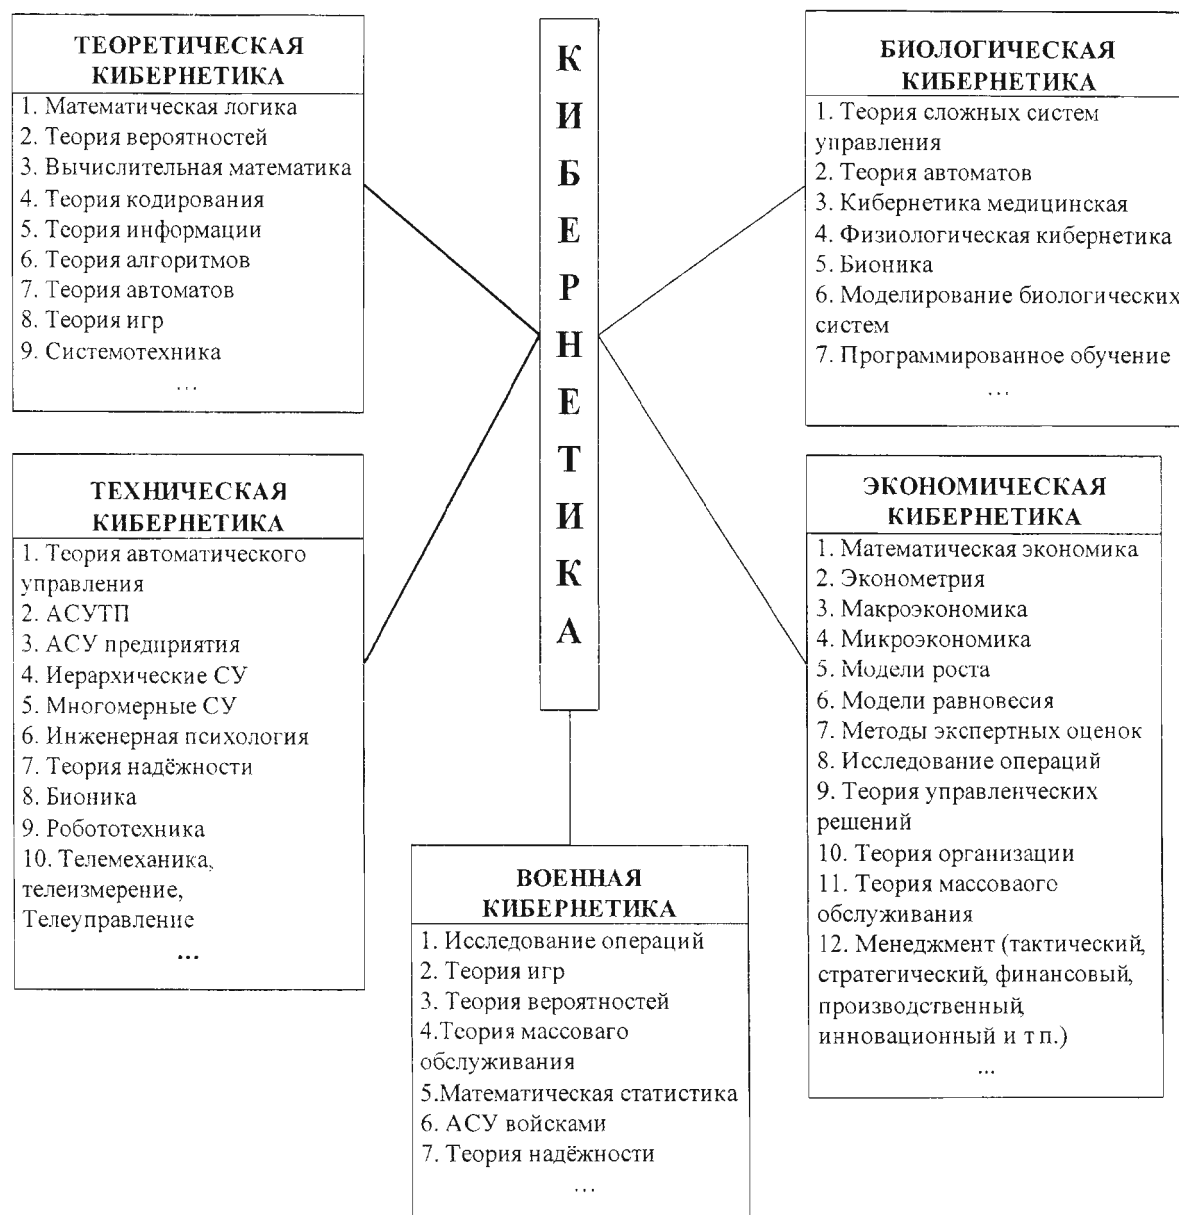 ТЕОРЕТИЧЕСКАЯ
КИБЕРНЕТИКА
1. Математическая логика
2. Теория вероятностей
3. Вычислительная математика
4. Теория кодирования
5. Теория информации
6. Теория алгоритмов
7. Теория автоматов
8. Теория игр
9. Системотехника
...
К
И
Б
Е
Р
Н
Е
Т
И
К
А
БИОЛОГИЧЕСКАЯ
КИБЕРНЕТИКА
1. Теория сложных систем
управления
2. Теория автоматов
3. Кибернетика медицинская
4. Физиологическая кибернетика
5. Бионика
6. Моделирование биологических
систем
7. Программированное обучение
...
ТЕХНИЧЕСКАЯ
КИБЕРНЕТИКА
1. Теория автоматического
управления
2. АСУТП
3. АСУ предприятия
4. Иерархические СУ
5. Многомерные СУ
6. Инженерная психология
7. Теория надёжности
8. Бионика
9. Робототехника
10. Телемеханика,
телеизмерение,
Телеуправление
...
ЭКОНОМИЧЕСКАЯ
КИБЕРНЕТИКА
1. Математическая экономика
2. Эконометрия
3. Макроэкономика
4. Микроэкономика
5. Модели роста
6. Модели равновесия
7. Методы экспертных оценок
8. Исследование операций
9. Теория управленческих
решений
10. Теория организации
11. Теория массоваого
обслуживания
12. Менеджмент (тактический,
стратегический, финансовый,
производственный,
инновационный и т п.)
...
ВОЕННАЯ
КИБЕРНЕТИКА
1. Исследование операций
2. Теория игр
3. Теория вероятностей
4.Теория массоваго
обслуживания
5.Математическая статистика
6. АСУ войсками
7. Теория надёжности
...